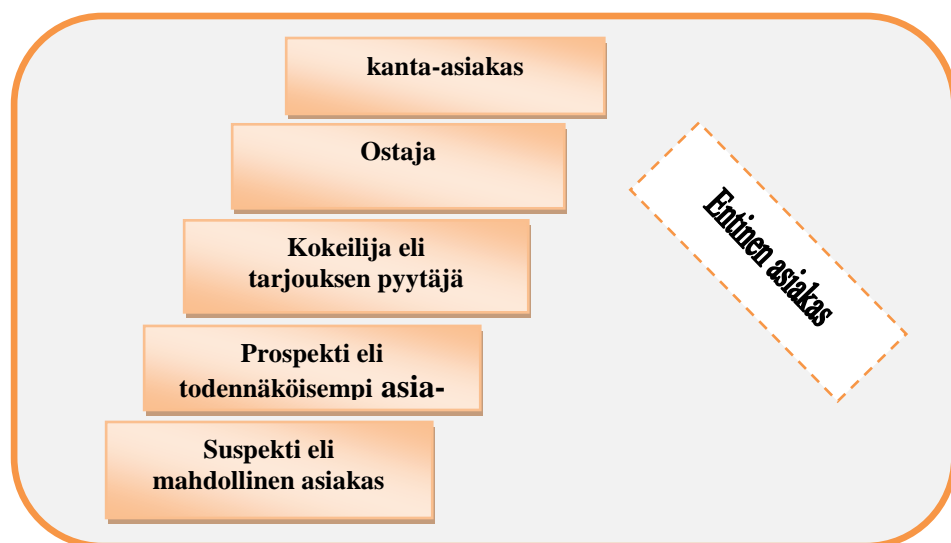 kanta-asiakas
Ostaja
Kokeilija eli
tarjouksen pyytäjä
Prospekti eli
todennäköisempi asia-
Suspekti eli
mahdollinen asiakas
Entinen asiakas